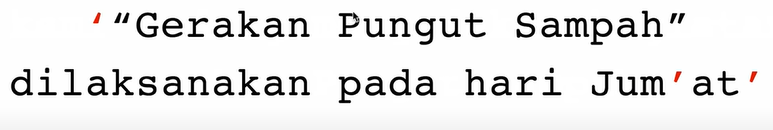 ‘“Gerakan Pungut Sampah”
dilaksanakan pada hari Jum’at’